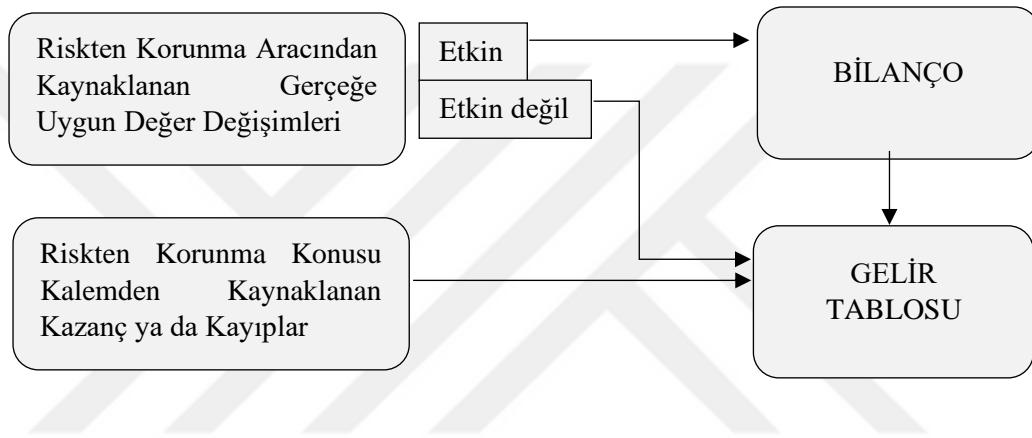 Riskten Korunma Aracından
Kaynaklanan Gerçeğe
Uygun Değer Değişimleri
Etkin
Etkin değil
BİLANÇO
Riskten Korunma Konusu
Kalemden Kaynaklanan
Kazanç ya da Kayıplar
GELİR
TABLOSU